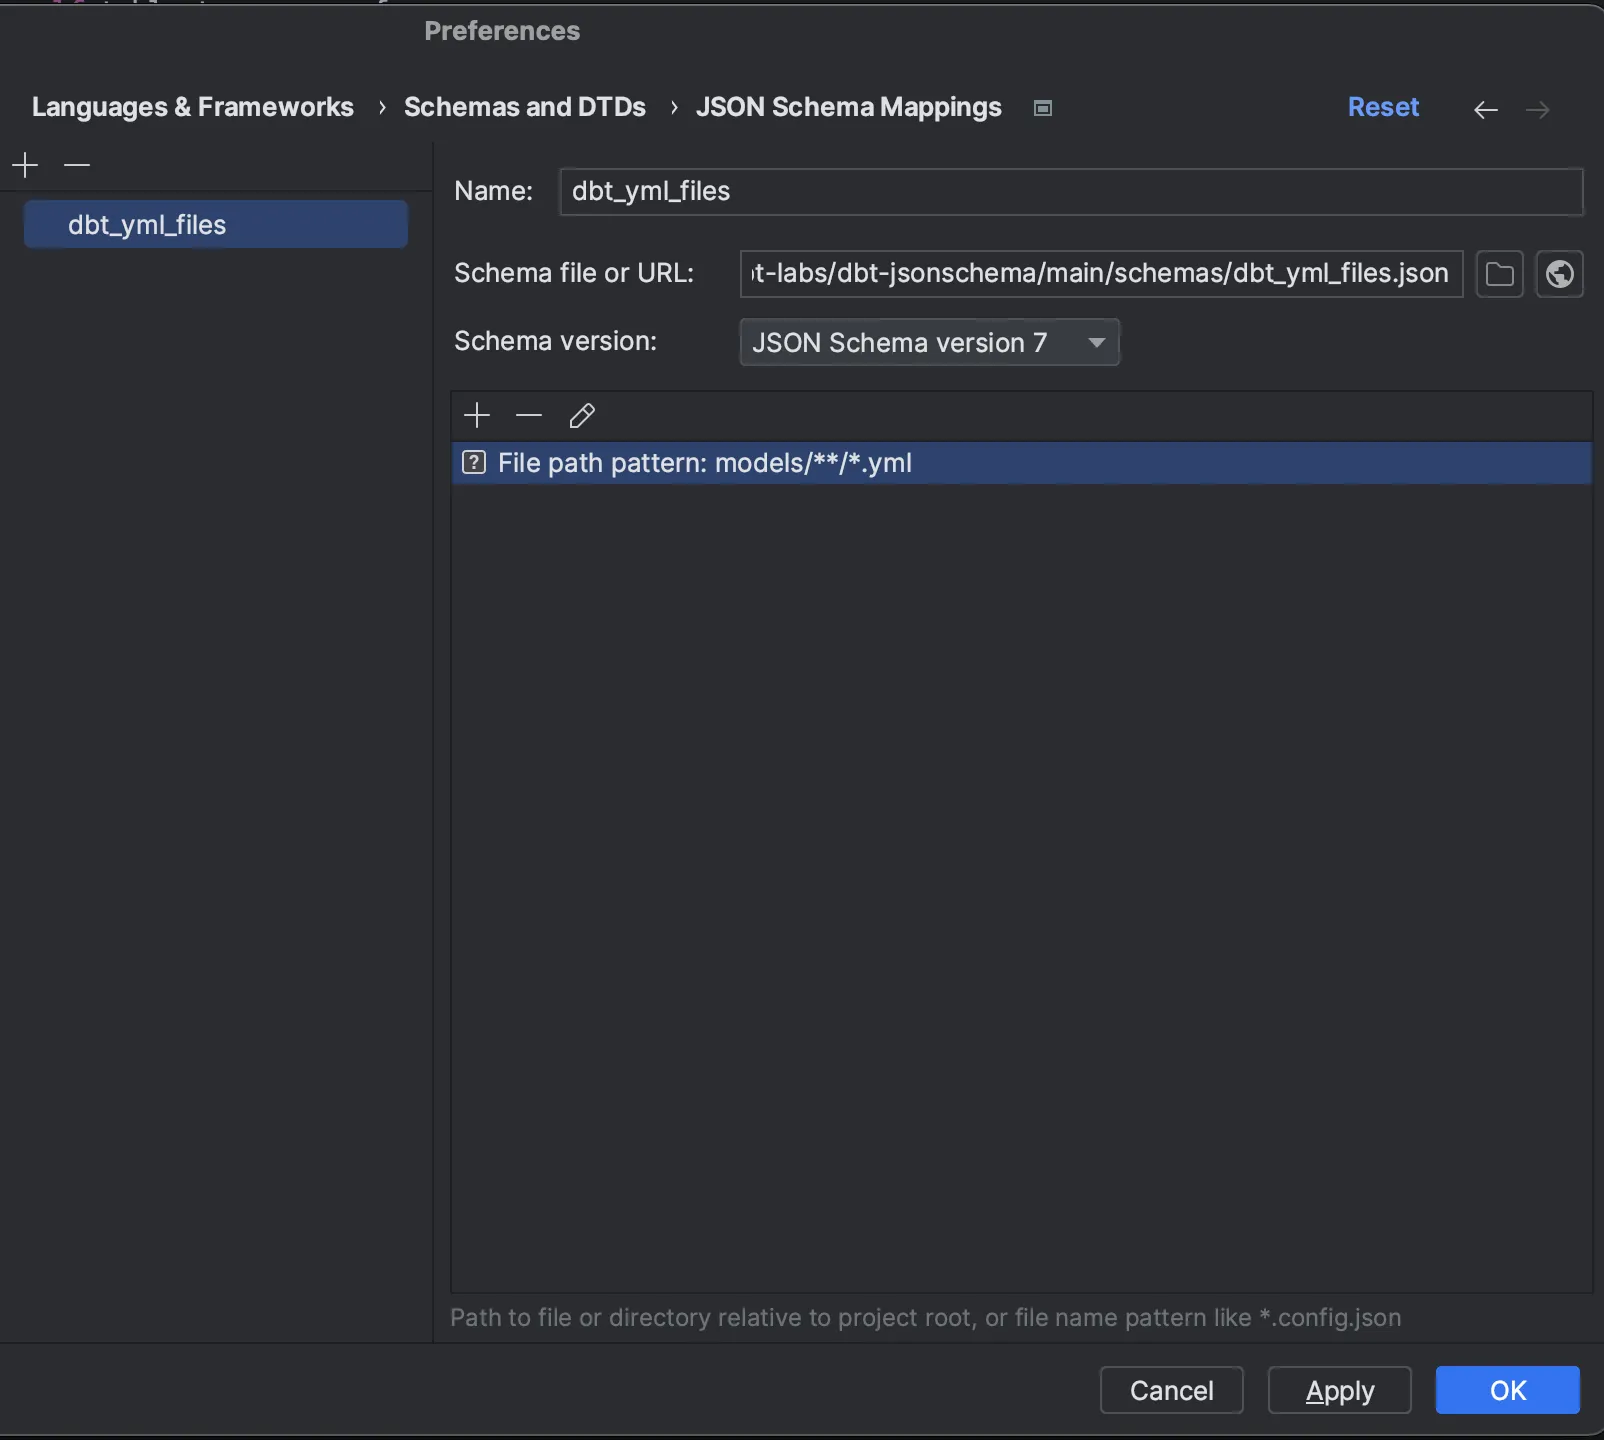 Preferences
Languages & Frameworks › Schemas and DTDs › JSON Schema Mappings
Reset
dbt_yml_files
Name: dbt_yml_files
Schema file or URL: t-labs/dbt-jsonschema/main/schemas/dbt_yml_files.json
Schema version: JSON Schema version 7
? File path pattern: models/**/*.yml
Path to file or directory relative to project root, or file name pattern like *.config.json
Cancel Apply OK